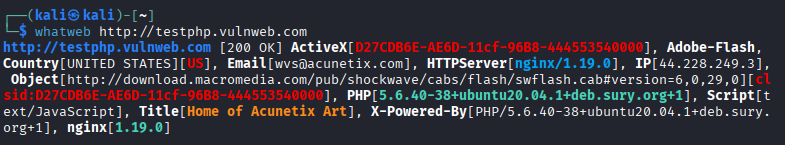 ┌──(kali㉿kali)-[~]
└─$ whatweb http://testphp.vulnweb.com
http://testphp.vulnweb.com [200 OK] ActiveX[D27CDB6E-AE6D-11cf-96B8-444553540000], Adobe-Flash,
Country[UNITED STATES][US], Email[wvs@acunetix.com], HTTPServer[nginx/1.19.0], IP[44.228.249.3],
Object[http://download.macromedia.com/pub/shockwave/cabs/flash/swflash.cab#version=6,0,29,0][cl
sid:D27CDB6E-AE6D-11cf-96B8-444553540000], PHP[5.6.40-38+ubuntu20.04.1+deb.sury.org+1], Script[t
ext/JavaScript], Title[Home of Acunetix Art], X-Powered-By[PHP/5.6.40-38+ubuntu20.04.1+deb.sury.
org+1], nginx[1.19.0]